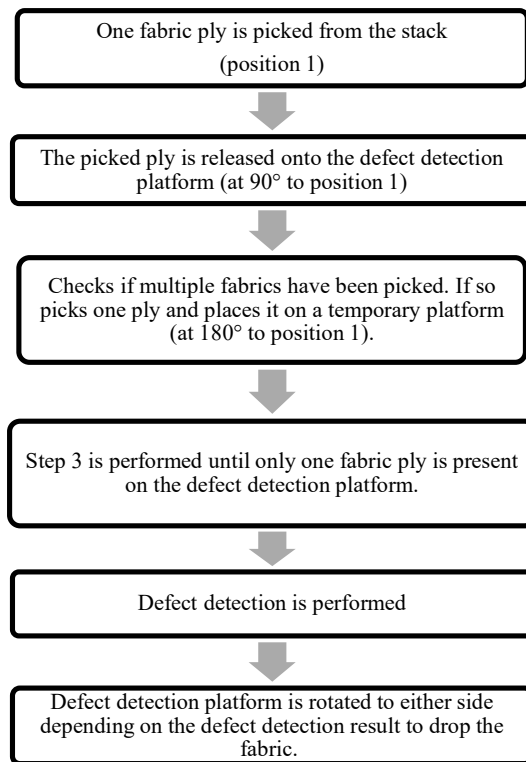 One fabric ply is picked from the stack
(position 1)
The picked ply is released onto the defect detection
platform (at 90° to position 1)
Checks if multiple fabrics have been picked. If so
picks one ply and places it on a temporary platform
(at 180° to position 1).
Step 3 is performed until only one fabric ply is present
on the defect detection platform.
Defect detection is performed
Defect detection platform is rotated to either side
depending on the defect detection result to drop the
fabric.